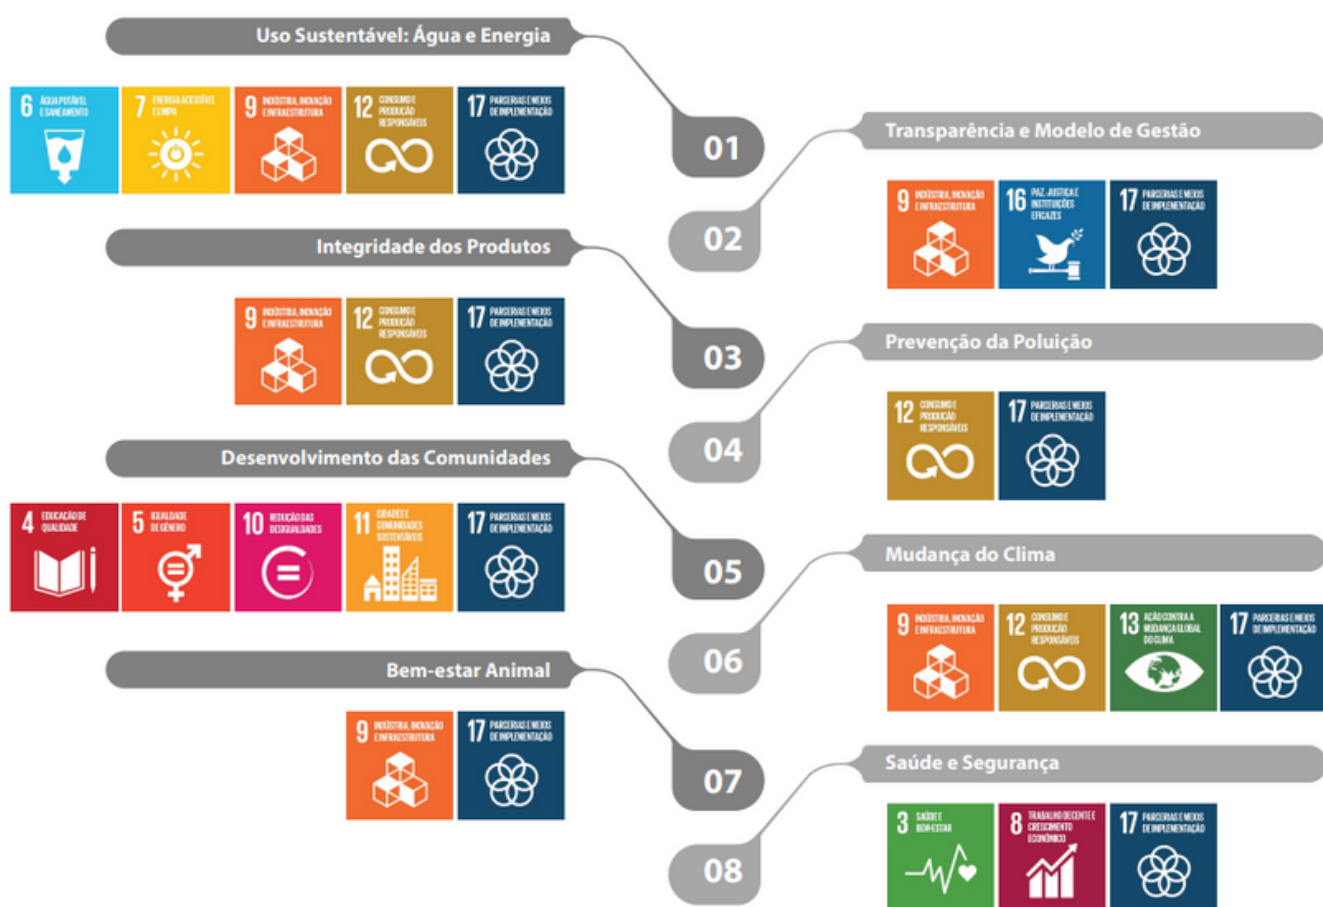 Uso Sustentável: Água e Energia
6 ÁGUA POTÁVEL
E SANEAMENTO
7 ENERGIA ACESSÍVEL
E LIMPA
9 INDÚSTRIA, INOVAÇÃO
E INFRAESTRUTURA
12 CONSUMO E
PRODUÇÃO
RESPONSÁVEIS
17 PARCERIAS E MEIOS
DE IMPLEMENTAÇÃO
01
Transparência e Modelo de Gestão
9 INDÚSTRIA, INOVAÇÃO
E INFRAESTRUTURA
16 PAZ, JUSTIÇA E
INSTITUIÇÕES
EFICAZES
17 PARCERIAS E MEIOS
DE IMPLEMENTAÇÃO
02
Integridade dos Produtos
9 INDÚSTRIA, INOVAÇÃO
E INFRAESTRUTURA
12 CONSUMO E
PRODUÇÃO
RESPONSÁVEIS
17 PARCERIAS E MEIOS
DE IMPLEMENTAÇÃO
03
Prevenção da Poluição
12 CONSUMO E
PRODUÇÃO
RESPONSÁVEIS
17 PARCERIAS E MEIOS
DE IMPLEMENTAÇÃO
04
Desenvolvimento das Comunidades
4 EDUCAÇÃO DE
QUALIDADE
5 IGUALDADE
DE GÊNERO
10 REDUÇÃO DAS
DESIGUALDADES
11 CIDADES E
COMUNIDADES
SUSTENTÁVEIS
17 PARCERIAS E MEIOS
DE IMPLEMENTAÇÃO
05
Mudança do Clima
9 INDÚSTRIA, INOVAÇÃO
E INFRAESTRUTURA
12 CONSUMO E
PRODUÇÃO
RESPONSÁVEIS
13 AÇÃO CONTRA A
MUDANÇA GLOBAL
DO CLIMA
17 PARCERIAS E MEIOS
DE IMPLEMENTAÇÃO
06
Bem-estar Animal
9 INDÚSTRIA, INOVAÇÃO
E INFRAESTRUTURA
17 PARCERIAS E MEIOS
DE IMPLEMENTAÇÃO
07
Saúde e Segurança
3 SAÚDE E
BEM-ESTAR
8 TRABALHO DECENTE E
CRESCIMENTO
ECONÔMICO
17 PARCERIAS E MEIOS
DE IMPLEMENTAÇÃO
08